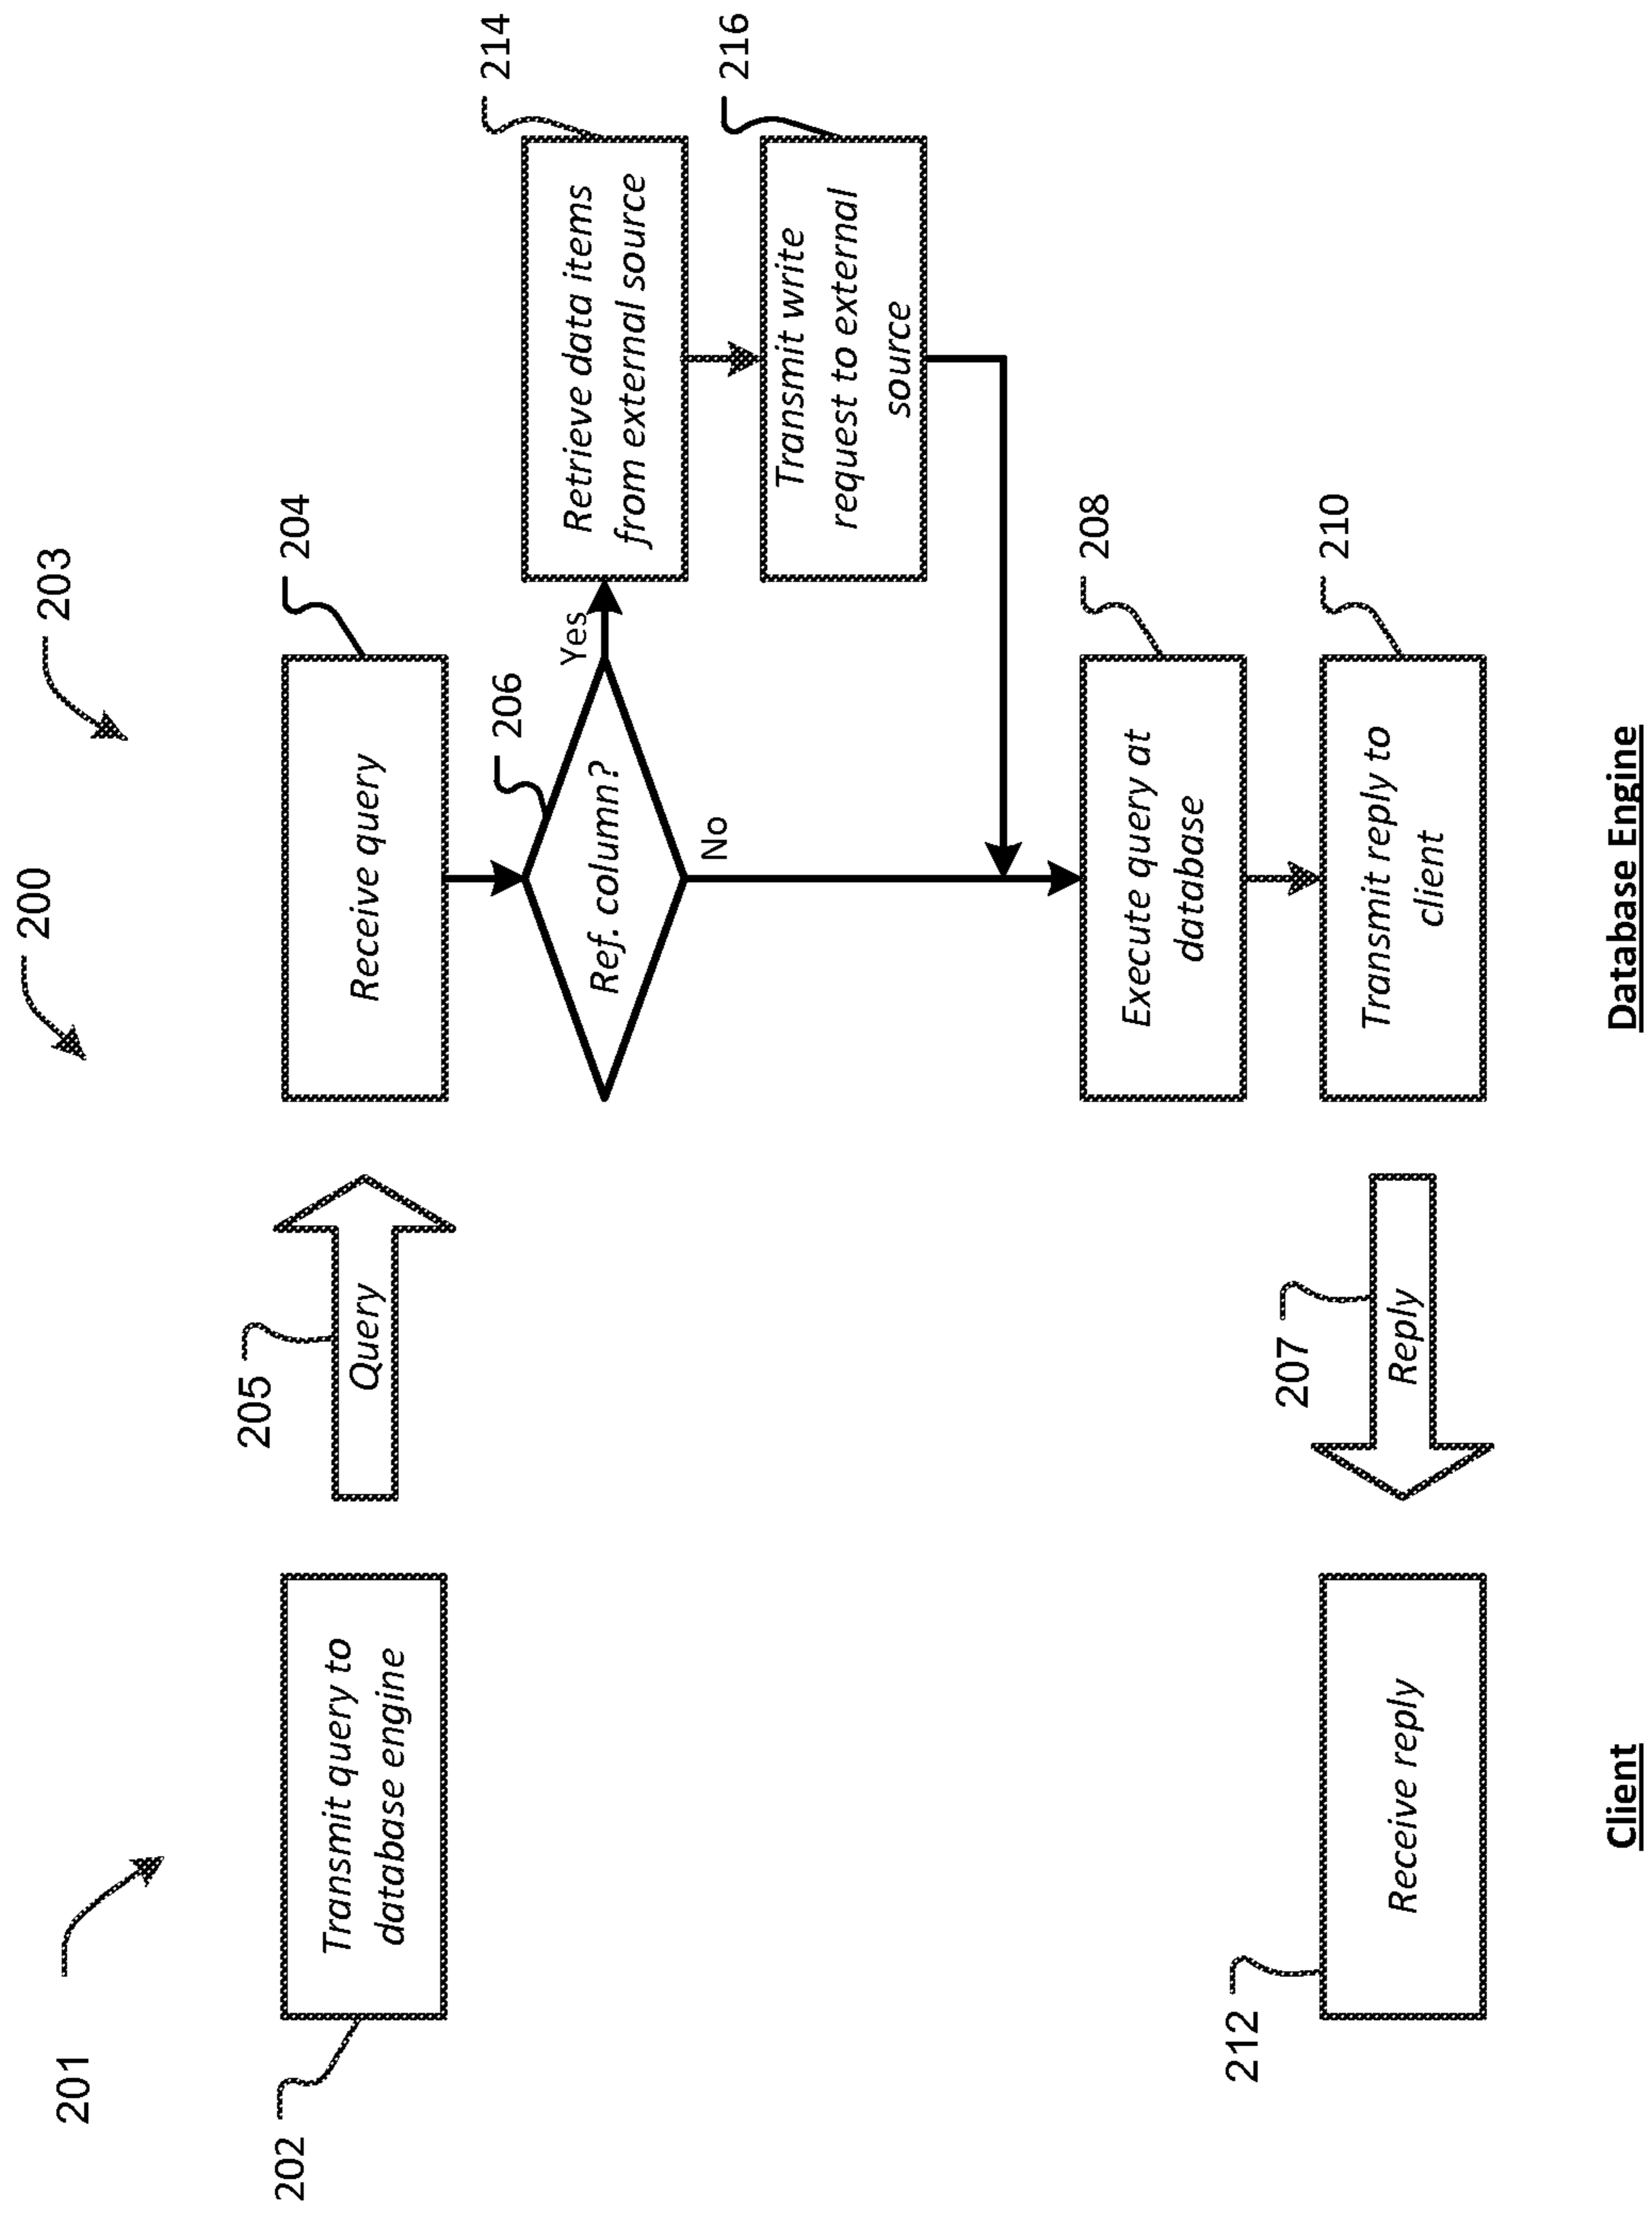 200
201
203
202
Transmit query to
database engine
205
Query
204
Receive query
206
Ref. column?
Yes
No
214
Retrieve data items
from external source
216
Transmit write
request to external
source
208
Execute query at
database
210
Transmit reply to
client
207
Reply
212
Receive reply
Client
Database Engine